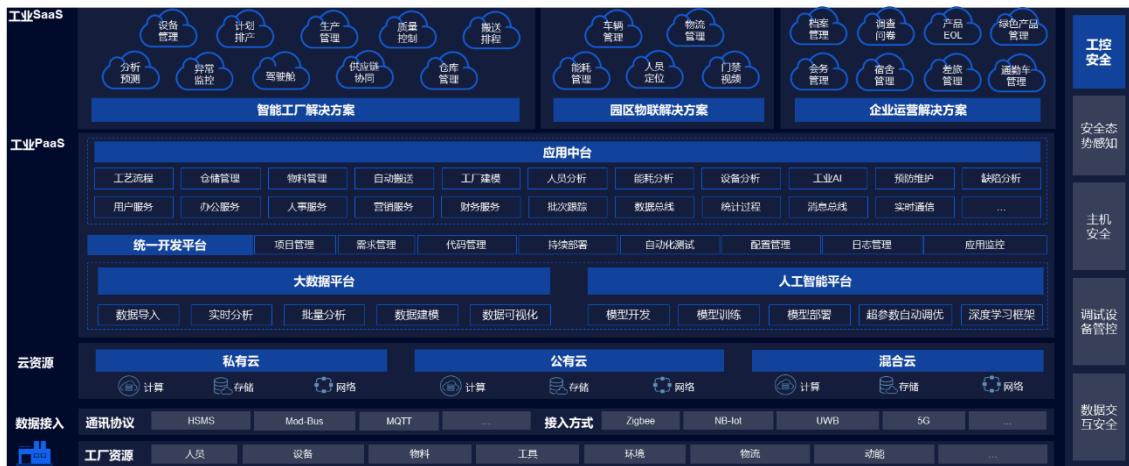 工业SaaS
设备管理
计划排产
生产管理
质量控制
搬送排程
分析预测
异常监控
驾驶舱
供应链协同
仓库管理
智能工厂解决方案
车辆管理
物流管理
能耗管理
人员定位
门禁视频
园区物联解决方案
档案管理
调查问卷
产品EOL
绿色产品管理
会务管理
宿舍管理
差旅管理
通勤车管理
企业运营解决方案
工业PaaS
应用中台
工艺流程 仓储管理 物料管理 自动搬送 工厂建模 人员分析 能耗分析 设备分析 工业AI 预防维护 缺陷分析
用户服务 办公服务 人事服务 营销服务 财务服务 批次跟踪 数据总线 统计过程 消息总线 实时通信 ...
统一开发平台 项目管理 需求管理 代码管理 持续部署 自动化测试 配置管理 日志管理 应用监控
大数据平台
数据导入 实时分析 批量分析 数据建模 数据可视化
人工智能平台
模型开发 模型训练 模型部署 超参数自动调优 深度学习框架
云资源
私有云
计算 存储 网络
公有云
计算 存储 网络
混合云
计算 存储 网络
数据接入 通讯协议 HSMS Mod-Bus MQTT ... 接入方式 Zigbee NB-Iot UWB 5G ...
工厂资源 人员 设备 物料 工具 环境 物流 动能 ...
工控安全
安全态势感知
主机安全
调试设备管控
数据交互安全